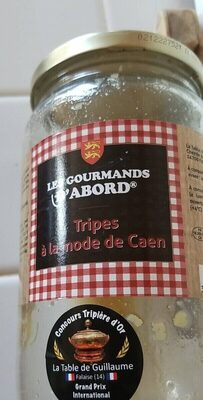 LES GOURMANDS
D'ABORD®
Tripes
à la mode de Caen
Concours Tripière d'Or
La Table de Guillaume
Falaise (14)
Grand Prix
International